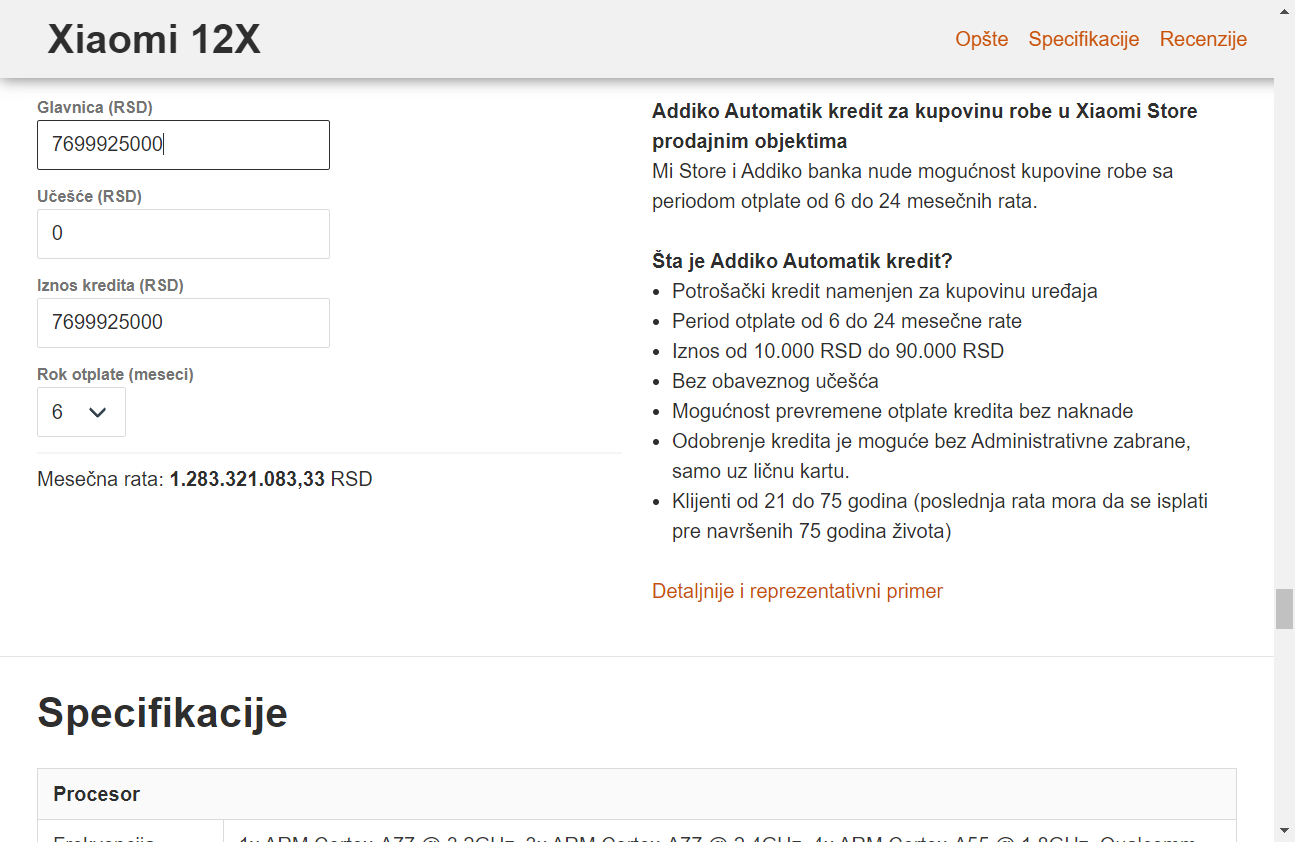 Xiaomi 12X
Opšte Specifikacije Recenzije
Glavnica (RSD)
7699925000
Učešće (RSD)
0
Iznos kredita (RSD)
7699925000
Rok otplate (meseci)
6
Mesečna rata: 1.283.321.083,33 RSD
Addiko Automatik kredit za kupovinu robe u Xiaomi Store
prodajnim objektima
Mi Store i Addiko banka nude mogućnost kupovine robe sa
periodom otplate od 6 do 24 mesečnih rata.
Šta je Addiko Automatik kredit?
Potrošački kredit namenjen za kupovinu uređaja
Period otplate od 6 do 24 mesečne rate
Iznos od 10.000 RSD do 90.000 RSD
Bez obaveznog učešća
Mogućnost prevremene otplate kredita bez naknade
Odobrenje kredita je moguće bez Administrativne zabrane,
samo uz ličnu kartu.
Klijenti od 21 do 75 godina (poslednja rata mora da se isplati
pre navršenih 75 godina života)
Detaljnije i reprezentativni primer
Specifikacije
Procesor